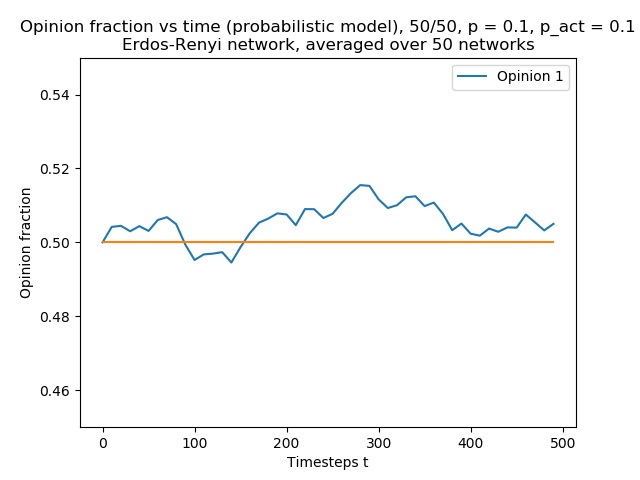 Opinion fraction vs time (probabilistic model), 50/50, p = 0.1, p_act = 0.1
Erdos-Renyi network, averaged over 50 networks
Opinion 1
0.54
0.52
0.50
0.48
0.46
Opinion fraction
0 100 200 300 400 500
Timesteps t